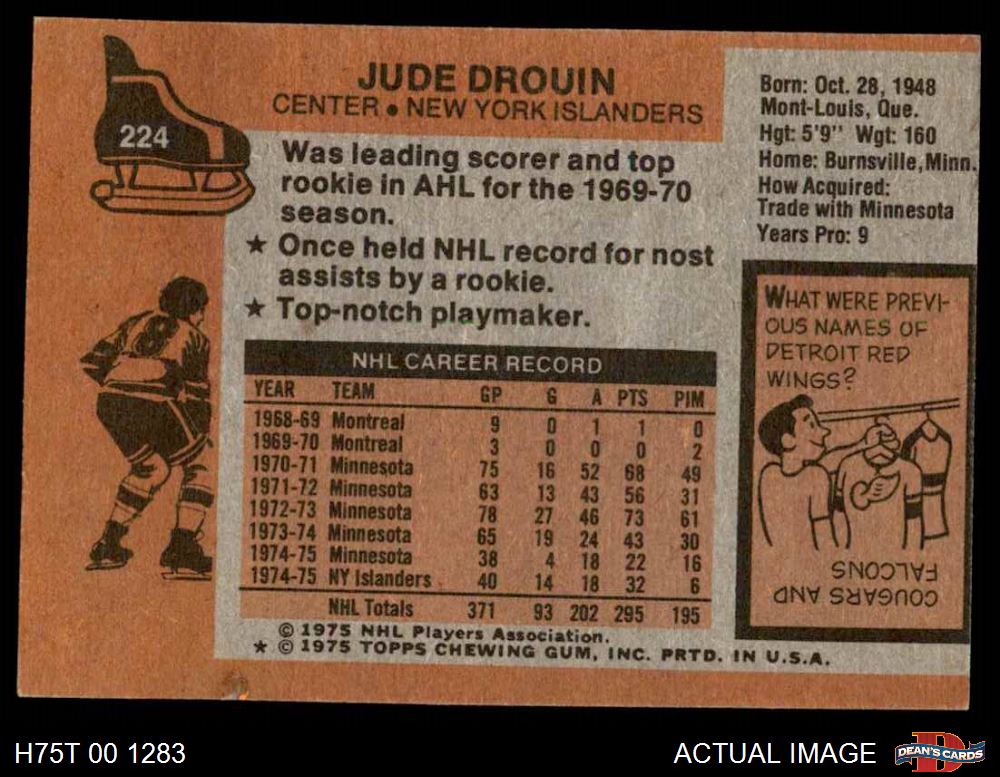 224
JUDE DROUIN
CENTER ● NEW YORK ISLANDERS
Was leading scorer and top
rookie in AHL for the 1969-70
season.
★ Once held NHL record for nost
assists by a rookie.
★ Top-notch playmaker.
Born: Oct. 28, 1948
Mont-Louis, Que.
Hgt: 5'9" Wgt: 160
Home: Burnsville, Minn.
How Acquired:
Trade with Minnesota
Years Pro: 9
8
NHL CAREER RECORD
YEAR TEAM GP G A PTS PIM
1968-69 Montreal 9 0 1 1 0
1969-70 Montreal 3 0 0 0 2
1970-71 Minnesota 75 16 52 68 49
1971-72 Minnesota 63 13 43 56 31
1972-73 Minnesota 78 27 46 73 61
1973-74 Minnesota 65 19 24 43 30
1974-75 Minnesota 38 4 18 22 16
1974-75 NY Islanders 40 14 18 32 6
NHL Totals 371 93 202 295 195
© 1975 NHL Players Association.
★ © 1975 TOPPS CHEWING GUM, INC. PRTD. IN U.S.A.
WHAT WERE PREVI-
OUS NAMES OF
DETROIT RED
WINGS?
COUGARS AND
FALCONS
H75T 00 1283
ACTUAL IMAGE
D
DEAN'S CARDS